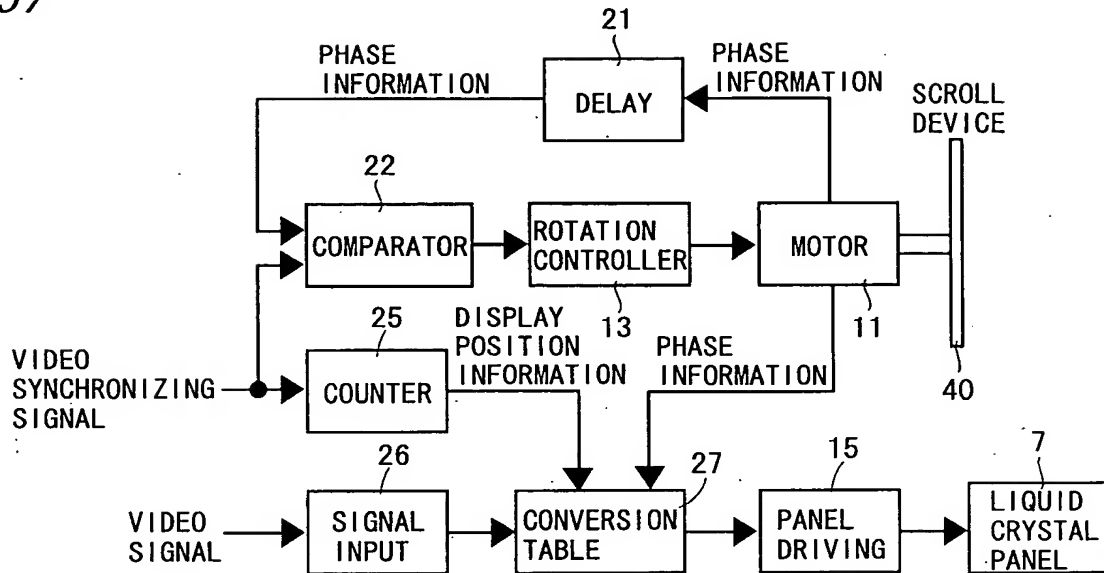 21
PHASE
INFORMATION
DELAY
PHASE
INFORMATION
SCROLL
DEVICE
22
COMPARATOR
ROTATION
CONTROLLER
13
MOTOR
11
40
VIDEO
SYNCHRONIZING
SIGNAL
25
COUNTER
DISPLAY
POSITION
INFORMATION
PHASE
INFORMATION
VIDEO
SIGNAL
26
SIGNAL
INPUT
27
CONVERSION
TABLE
15
PANEL
DRIVING
7
LIQUID
CRYSTAL
PANEL